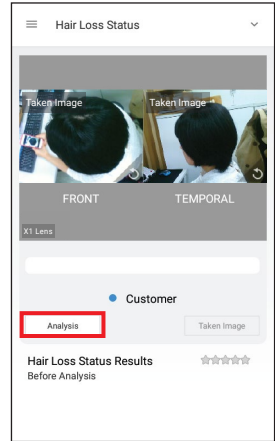 Hair Loss Status
Taken Image
Taken Image
FRONT
TEMPORAL
X1 Lens
Customer
Analysis
Taken Image
Hair Loss Status Results
Before Analysis